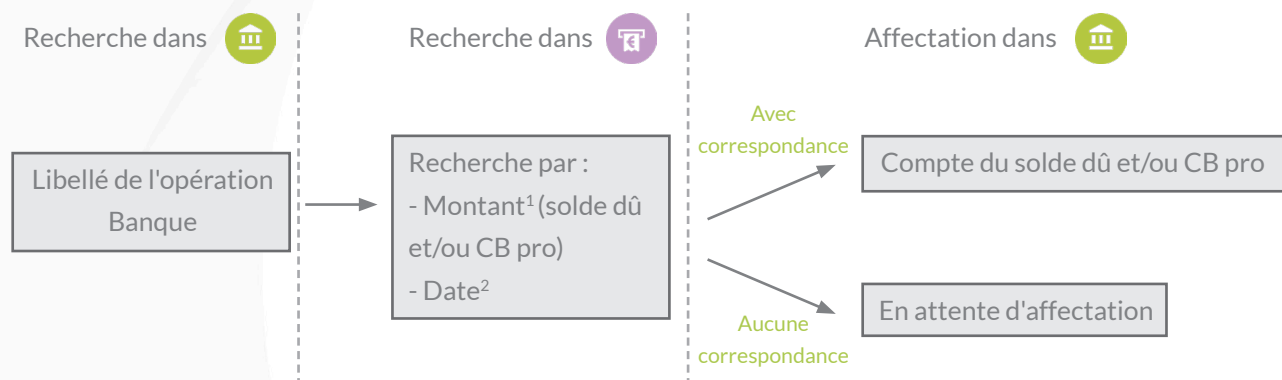 Recherche dans
Recherche dans
Affectation dans
Libellé de l'opération
Banque
Recherche par :
- Montant¹ (solde dû
et/ou CB pro)
- Date²
Avec
correspondance
Compte du solde dû et/ou CB pro
Aucune
correspondance
En attente d'affectation